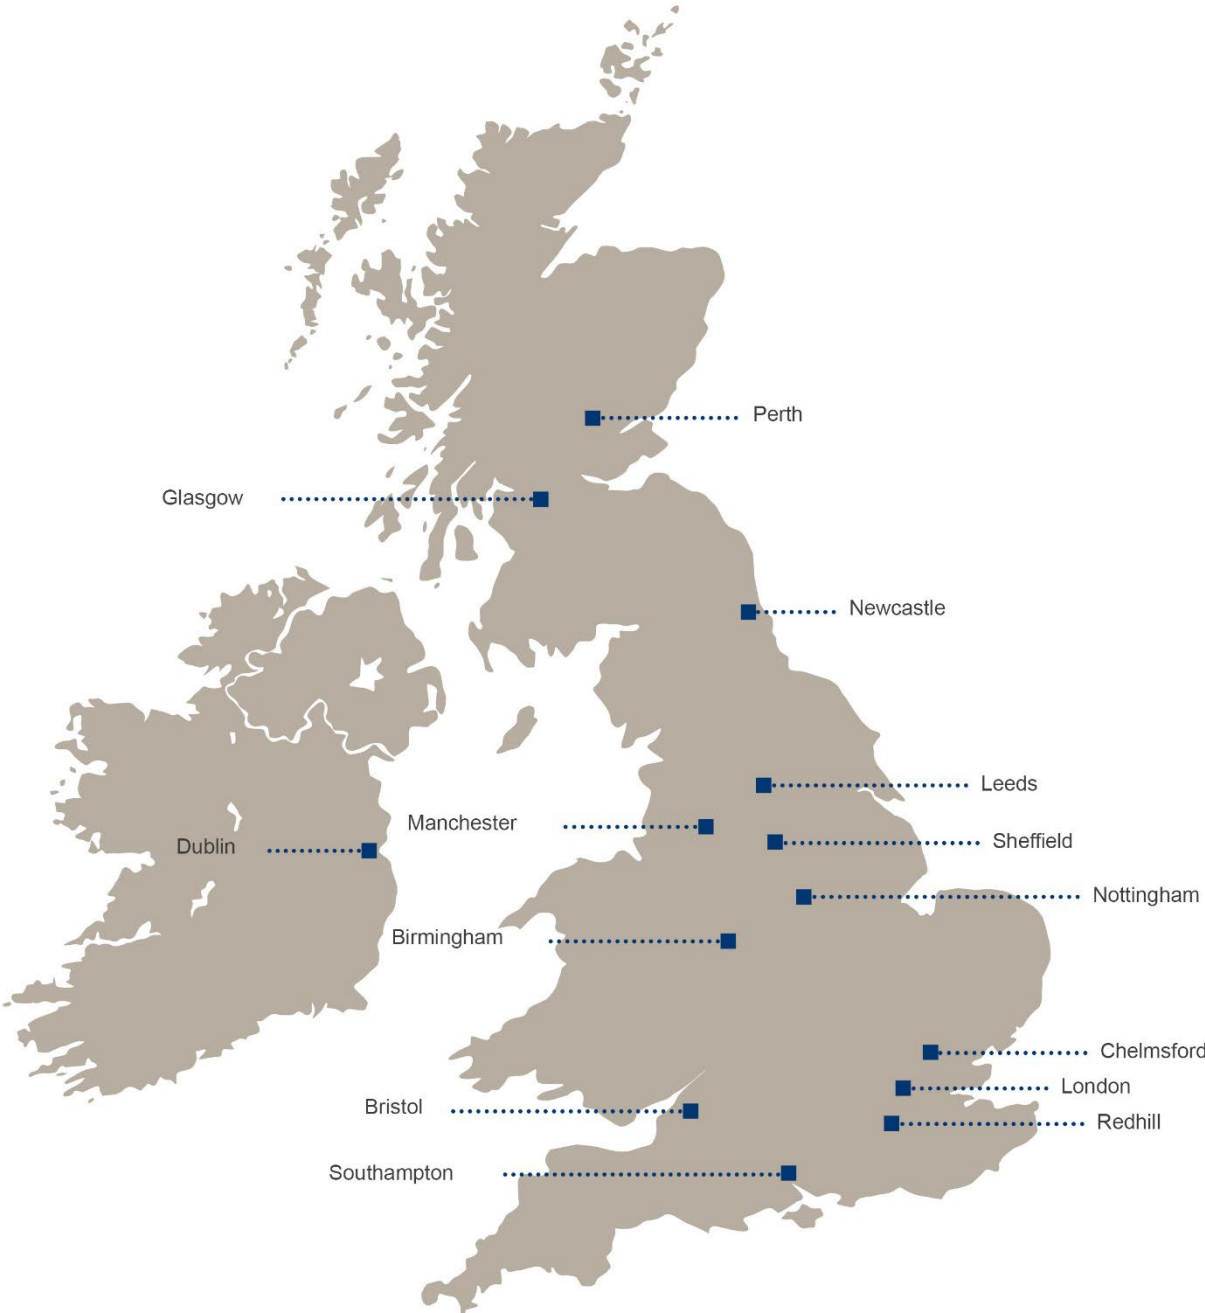 Perth
Glasgow
Newcastle
Leeds
Manchester
Sheffield
Dublin
Nottingham
Birmingham
Chelmsford
London
Bristol
Redhill
Southampton